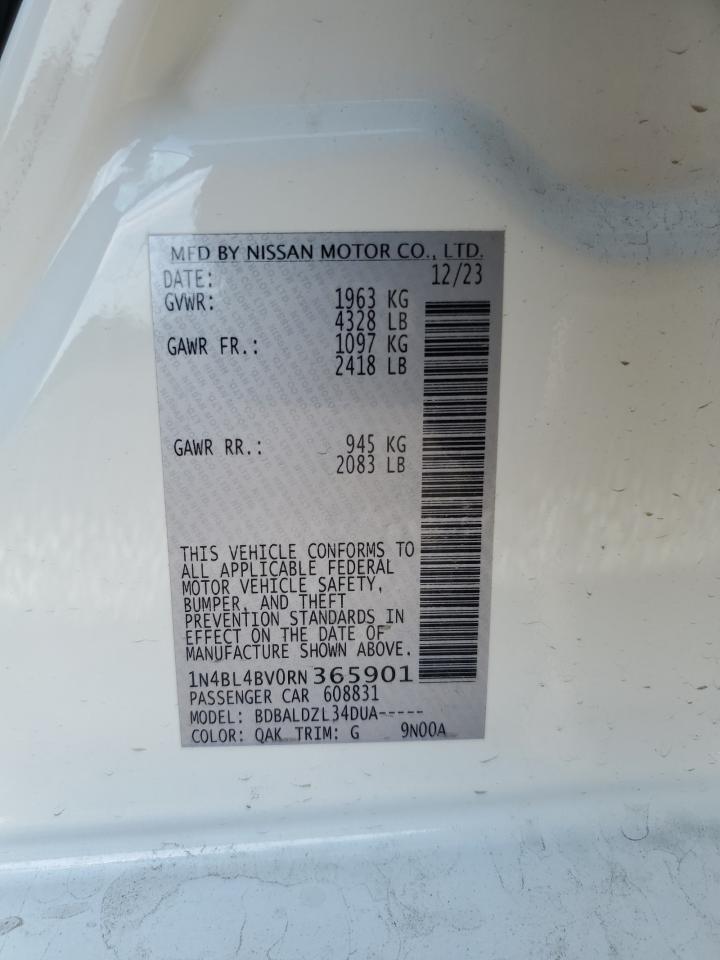 MFD BY NISSAN MOTOR CO., LTD.
DATE: 12/23
GVWR: 1963 KG
4328 LB
GAWR FR.: 1097 KG
2418 LB
GAWR RR.: 945 KG
2083 LB
THIS VEHICLE CONFORMS TO
ALL APPLICABLE FEDERAL
MOTOR VEHICLE SAFETY,
BUMPER, AND THEFT
PREVENTION STANDARDS IN
EFFECT ON THE DATE OF
MANUFACTURE SHOWN ABOVE.
1N4BL4BV0RN365901
PASSENGER CAR 608831
MODEL: BDBALDZL34DUA-----
COLOR: QAK TRIM: G 9N00A